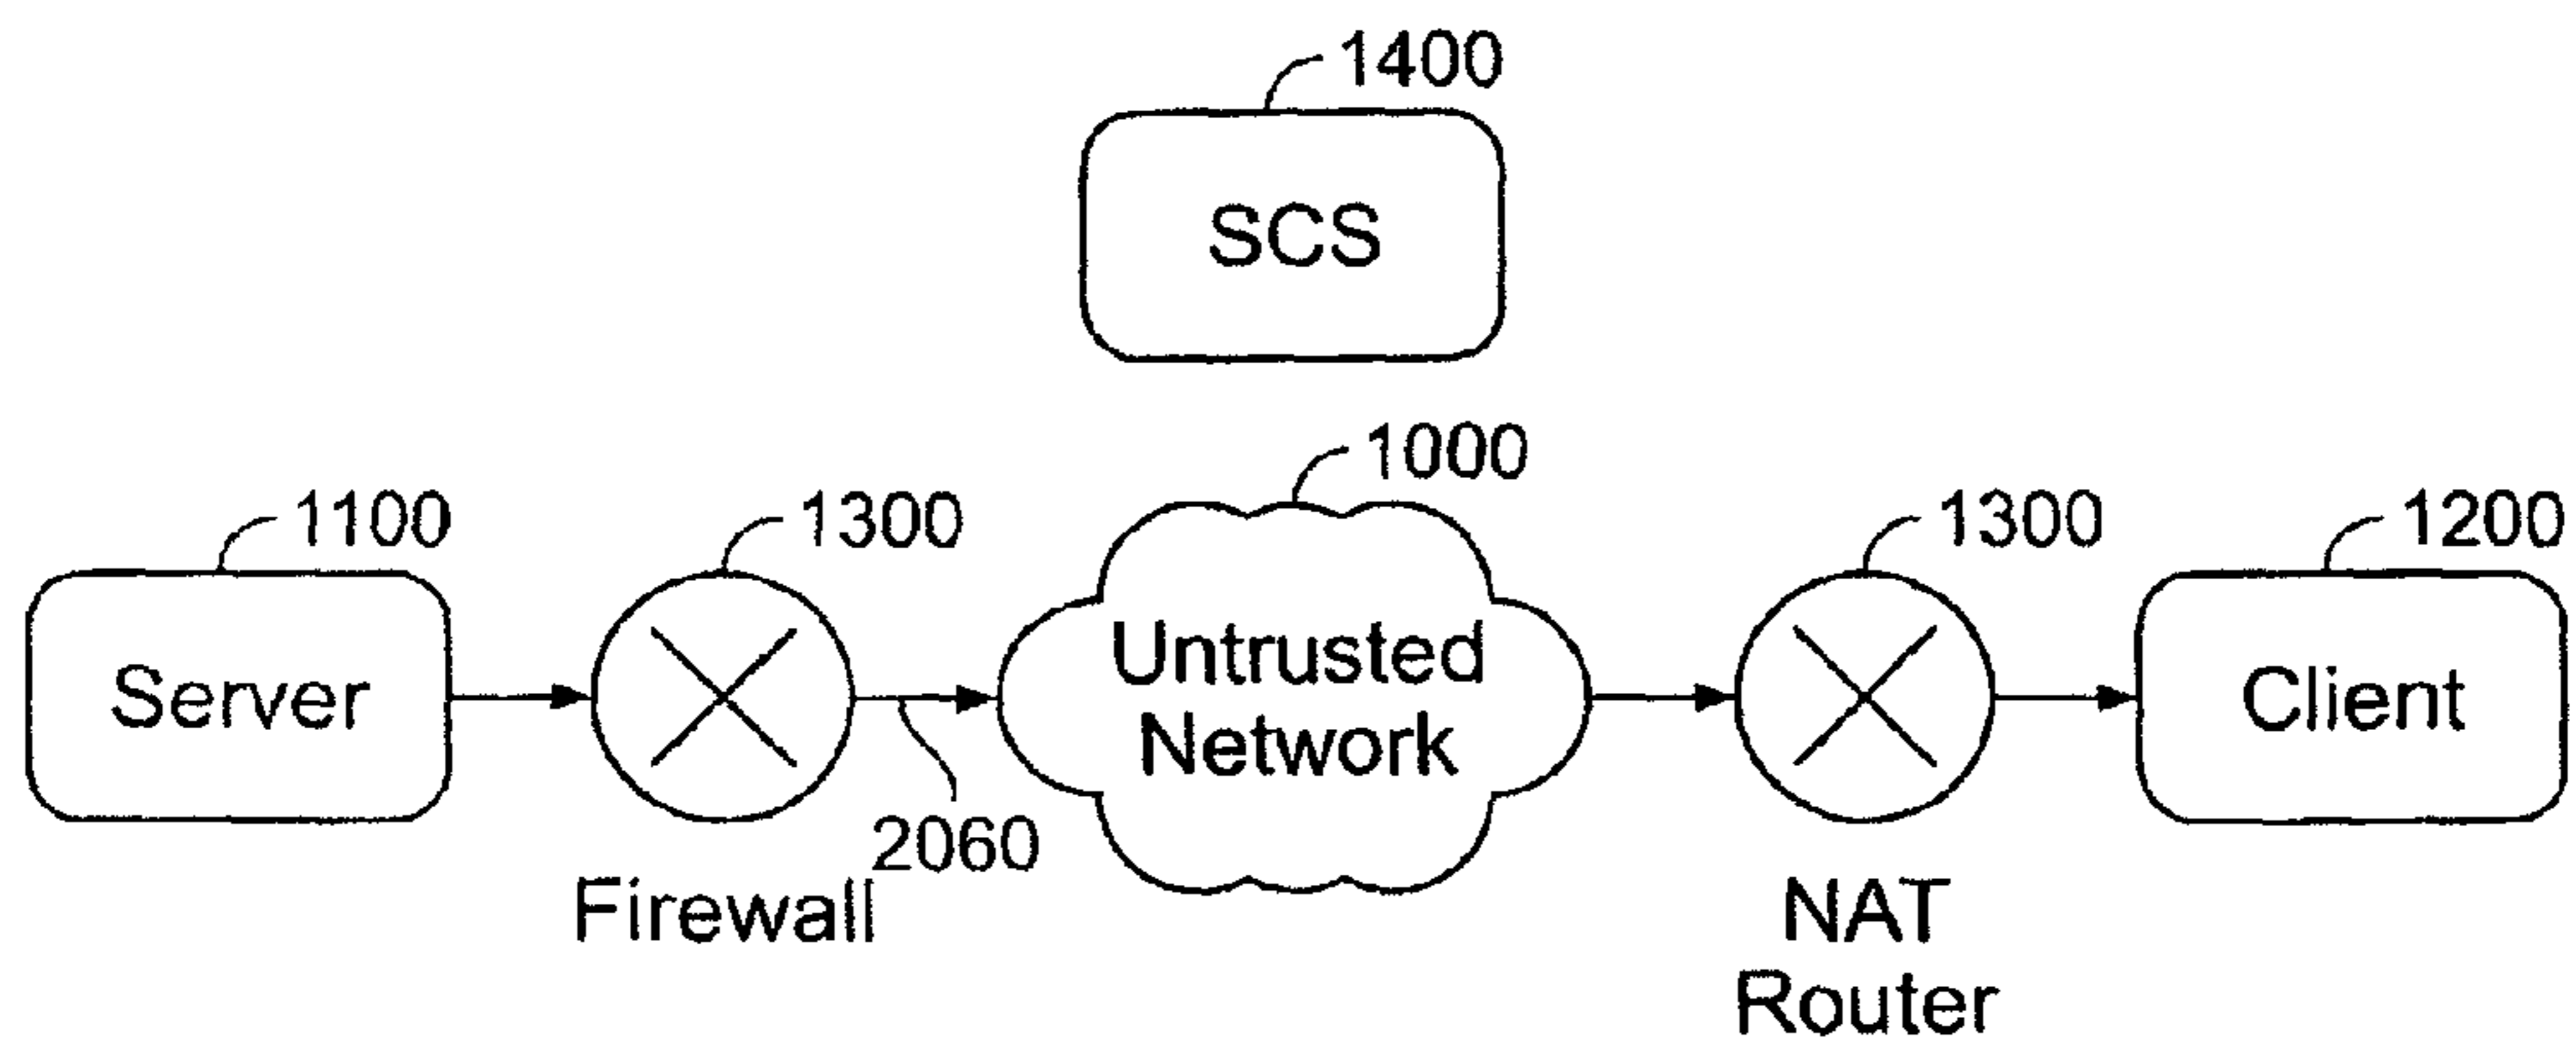 1400
SCS
1000
1100
1300
1300
1200
Server
Untrusted
Network
Client
2060
Firewall
NAT
Router